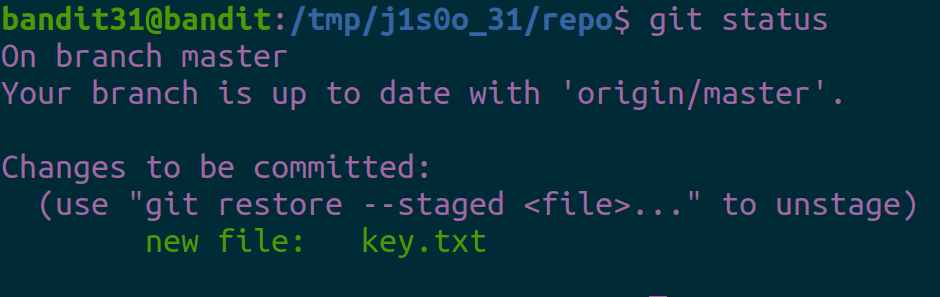 bandit31@bandit:/tmp/j1s0o_31/repo$ git status
On branch master
Your branch is up to date with 'origin/master'.
Changes to be committed:
(use "git restore --staged <file>..." to unstage)
new file: key.txt